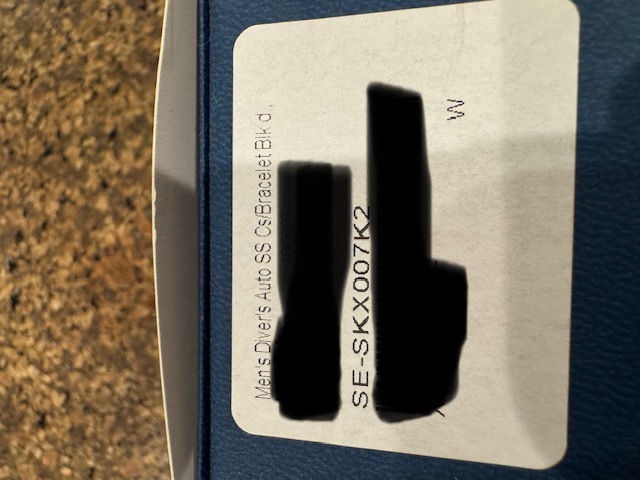 Men's Diver's Auto SS Cs/Bracelet Blk d.,
SE-SKX007K2
W